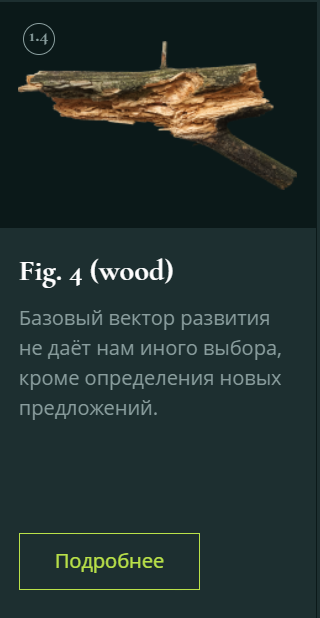 1.4
Fig. 4 (wood)
Базовый вектор развития
не даёт нам иного выбора,
кроме определения новых
предложений.
Подробнее